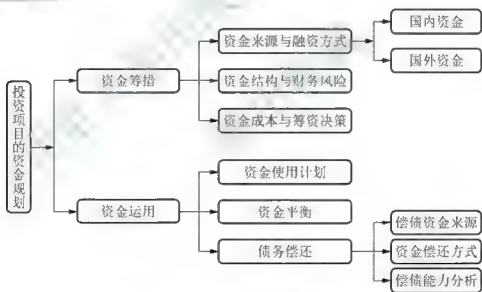 投资项目的资金规划
资金筹措
资金来源与融资方式
国内资金
国外资金
资金结构与财务风险
资金成本与筹资决策
资金运用
资金使用计划
资金平衡
债务偿还
偿债资金来源
资金偿还方式
偿债能力分析